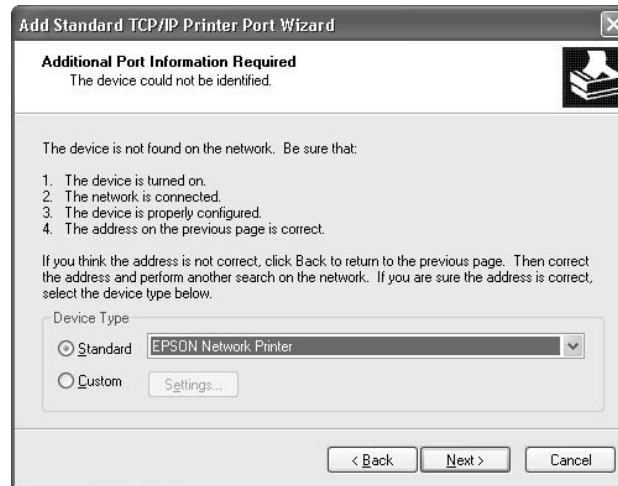 Add Standard TCP/IP Printer Port Wizard
Additional Port Information Required
The device could not be identified.
The device is not found on the network. Be sure that:
1. The device is turned on.
2. The network is connected.
3. The device is properly configured.
4. The address on the previous page is correct.
If you think the address is not correct, click Back to return to the previous page. Then correct
the address and perform another search on the network. If you are sure the address is correct,
select the device type below.
Device Type
Standard EPSON Network Printer
Custom Settings...
< Back Next > Cancel